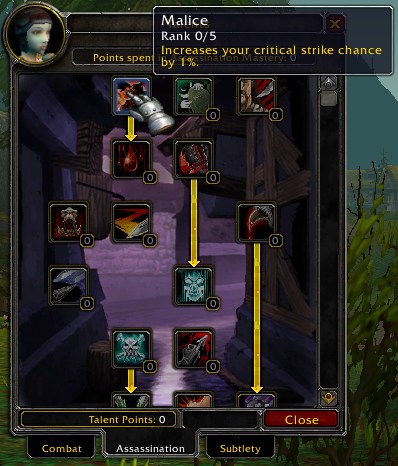 Malice
Rank 0/5
Increases your critical strike chance
by 1%.
Points spent
Assassination Mastery: 0
0
0
0
0
0
0
0
0
0
0
0
0
Talent Points: 0
Close
Combat
Assassination
Subtlety